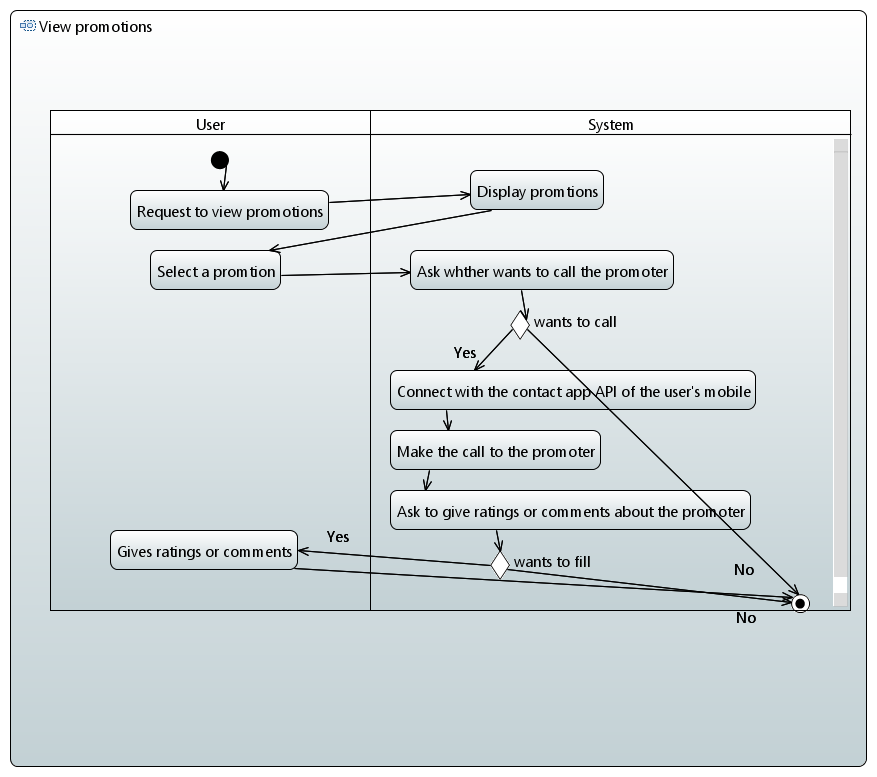 View promotions
User
System
Request to view promotions
Display promtions
Select a promtion
Ask whther wants to call the promoter
wants to call
Yes
Connect with the contact app API of the user's mobile
Make the call to the promoter
Ask to give ratings or comments about the promoter
Yes
Gives ratings or comments
wants to fill
No
No